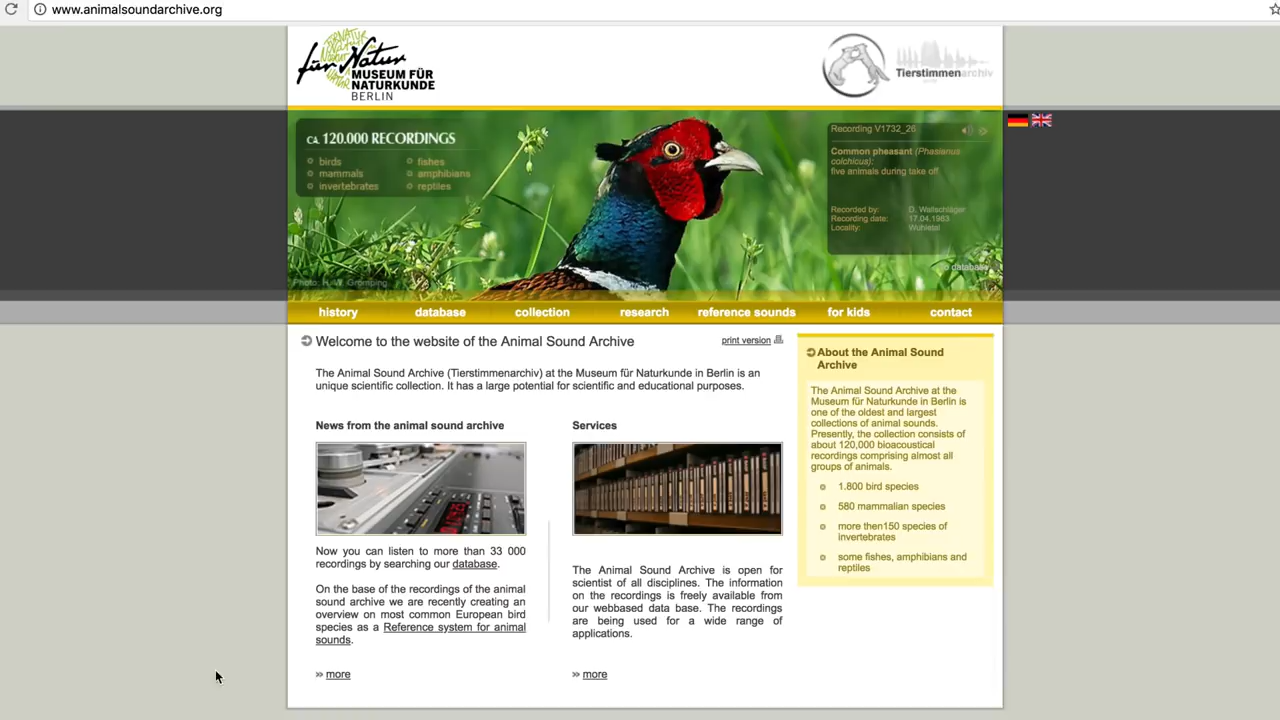 www.animalsoundarchive.org
für Natur
MUSEUM FÜR
NATURKUNDE
BERLIN
Tierstimmenarchiv
Ca. 120.000 RECORDINGS
birds
mammals
invertebrates
fishes
amphibians
reptiles
Recording V1732_26
Common pheasant (Phasianus
colchicus):
five animals during take off
Recorded by: D. Wallschläger
Recording date: 17.04.1983
Locality: Wuhletal
database
Photo: H.-W. Grömping
history database collection research reference sounds for kids contact
Welcome to the website of the Animal Sound Archive
print version
The Animal Sound Archive (Tierstimmenarchiv) at the Museum für Naturkunde in Berlin is an
unique scientific collection. It has a large potential for scientific and educational purposes.
News from the animal sound archive
Now you can listen to more than 33 000
recordings by searching our database.
On the base of the recordings of the animal
sound archive we are recently creating an
overview on most common European bird
species as a Reference system for animal
sounds.
›› more
Services
The Animal Sound Archive is open for
scientist of all disciplines. The information
on the recordings is freely available from
our webbased data base. The recordings
are being used for a wide range of
applications.
›› more
About the Animal Sound
Archive
The Animal Sound Archive at the
Museum für Naturkunde in Berlin is
one of the oldest and largest
collections of animal sounds.
Presently, the collection consists of
about 120,000 bioacoustical
recordings comprising almost all
groups of animals.
1.800 bird species
580 mammalian species
more then150 species of
invertebrates
some fishes, amphibians and
reptiles